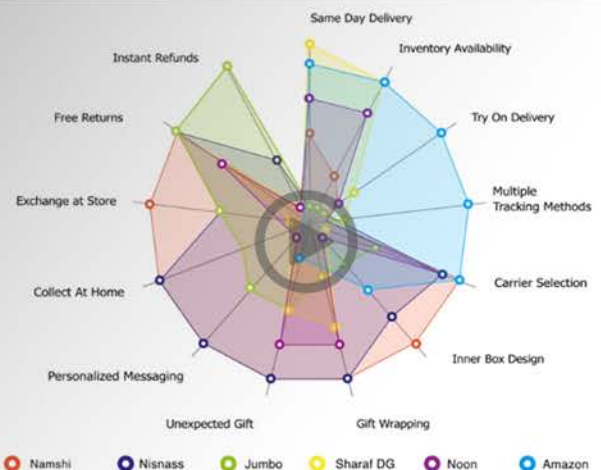 Same Day Delivery
Inventory Availability
Instant Refunds
Free Returns
Try On Delivery
Exchange at Store
Multiple
Tracking Methods
Collect At Home
Carrier Selection
Inner Box Design
Personalized Messaging
Unexpected Gift
Gift Wrapping
Namshi
Nisnass
Jumbo
Sharaf DG
Noon
Amazon